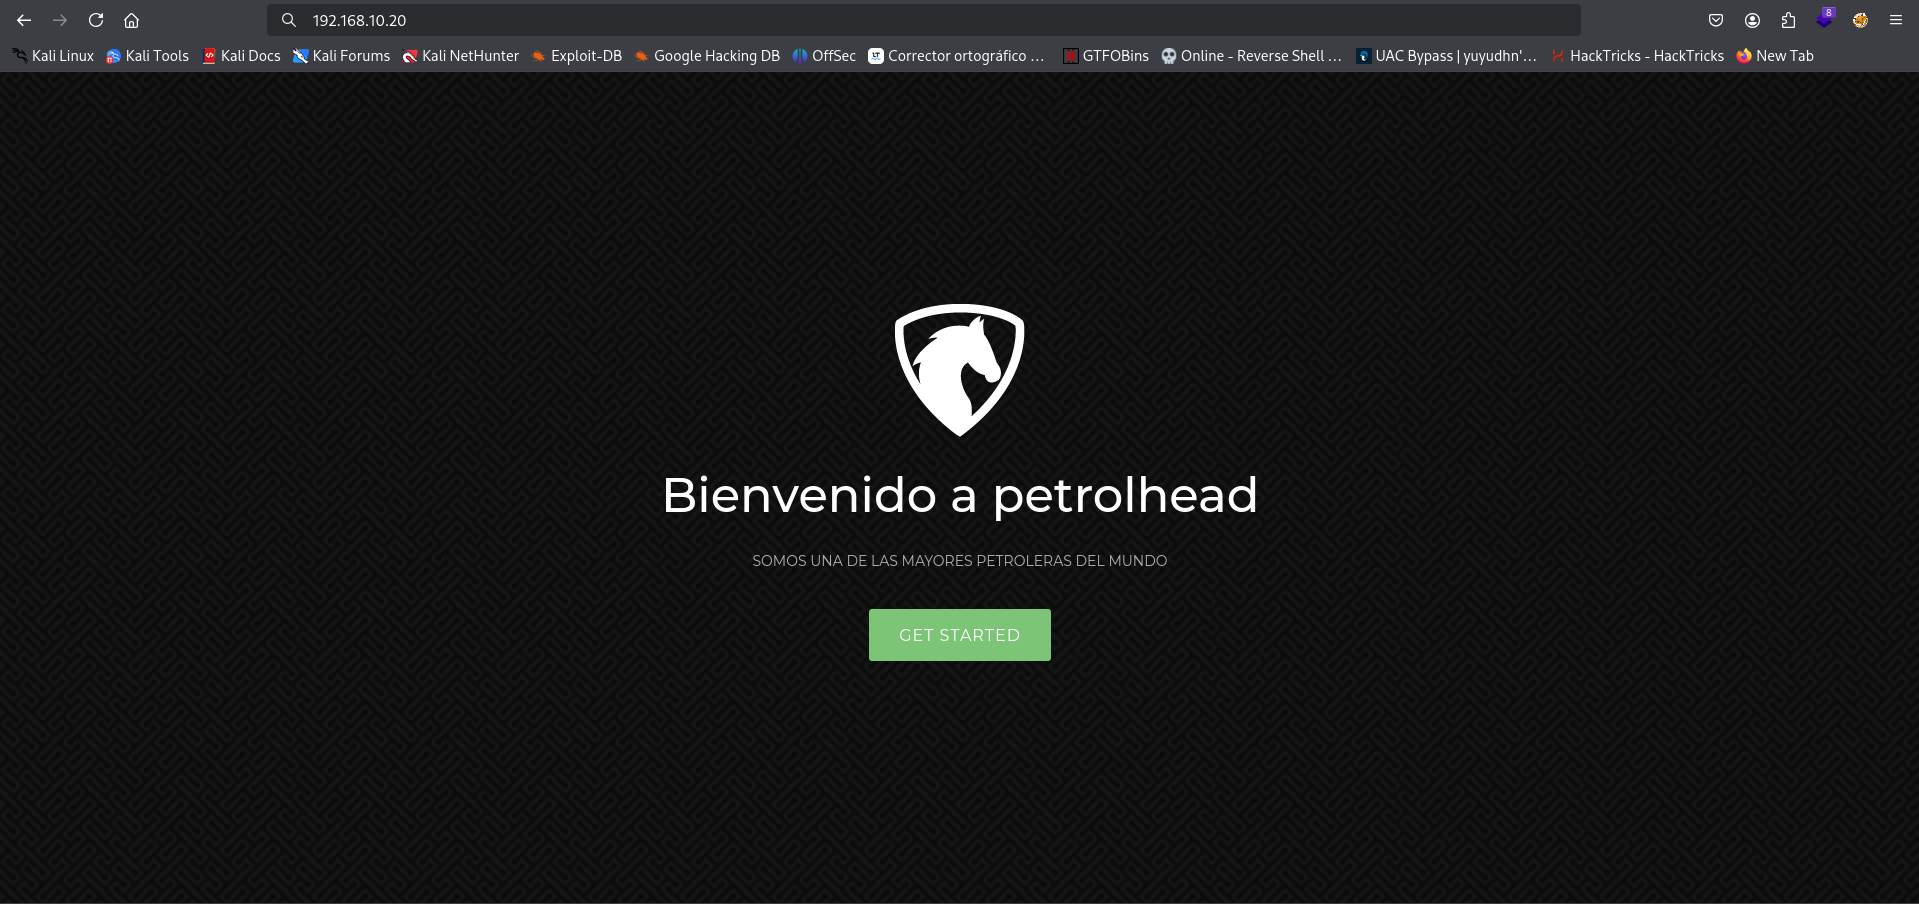 192.168.10.20
8
Kali Linux Kali Tools Kali Docs Kali Forums Kali NetHunter Exploit-DB Google Hacking DB OffSec Corrector ortográfico … GTFOBins Online - Reverse Shell … UAC Bypass | yuyudhn'… HackTricks - HackTricks New Tab
Bienvenido a petrolhead
SOMOS UNA DE LAS MAYORES PETROLERAS DEL MUNDO
GET STARTED